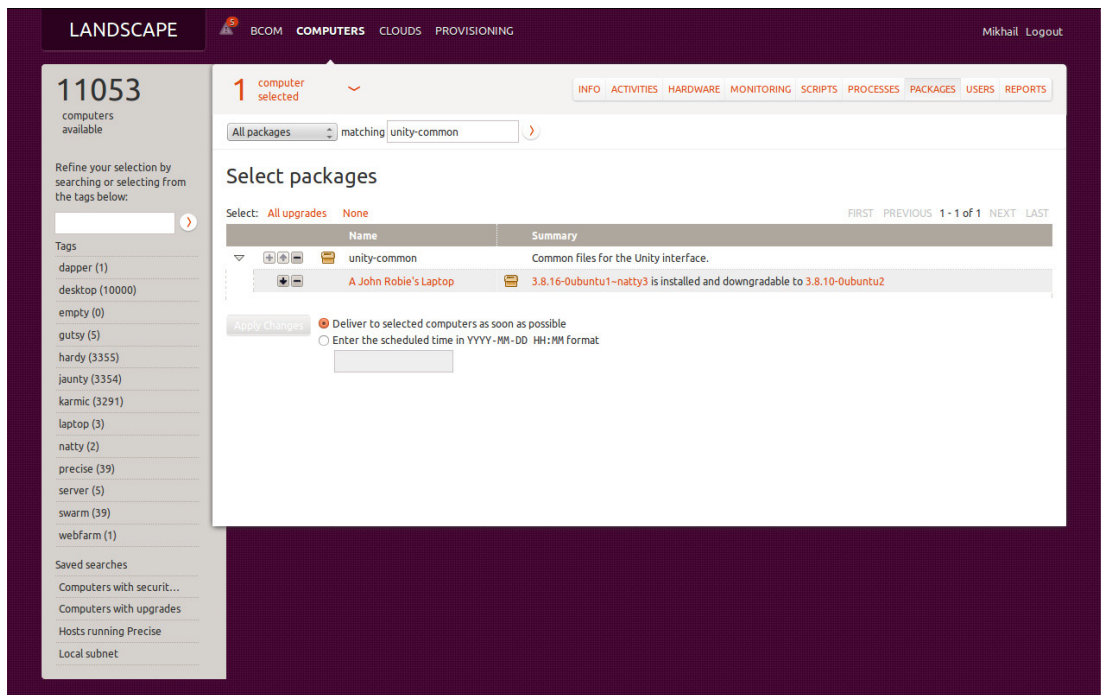 LANDSCAPE
5
BCOM COMPUTERS CLOUDS PROVISIONING
Mikhail Logout
11053
computers
available
Refine your selection by
searching or selecting from
the tags below:
Tags
dapper (1)
desktop (10000)
empty (0)
gutsy (5)
hardy (3355)
jaunty (3354)
karmic (3291)
laptop (3)
natty (2)
precise (39)
server (5)
swarm (39)
webfarm (1)
Saved searches
Computers with securit...
Computers with upgrades
Hosts running Precise
Local subnet
1 computer
selected
INFO ACTIVITIES HARDWARE MONITORING SCRIPTS PROCESSES PACKAGES USERS REPORTS
All packages matching unity-common
Select packages
Select: All upgrades None
FIRST PREVIOUS 1 - 1 of 1 NEXT LAST
Name Summary
unity-common Common files for the Unity interface.
A John Robie's Laptop 3.8.16-0ubuntu1~natty3 is installed and downgradable to 3.8.10-0ubuntu2
Apply Changes Deliver to selected computers as soon as possible
Enter the scheduled time in YYYY-MM-DD HH:MM format